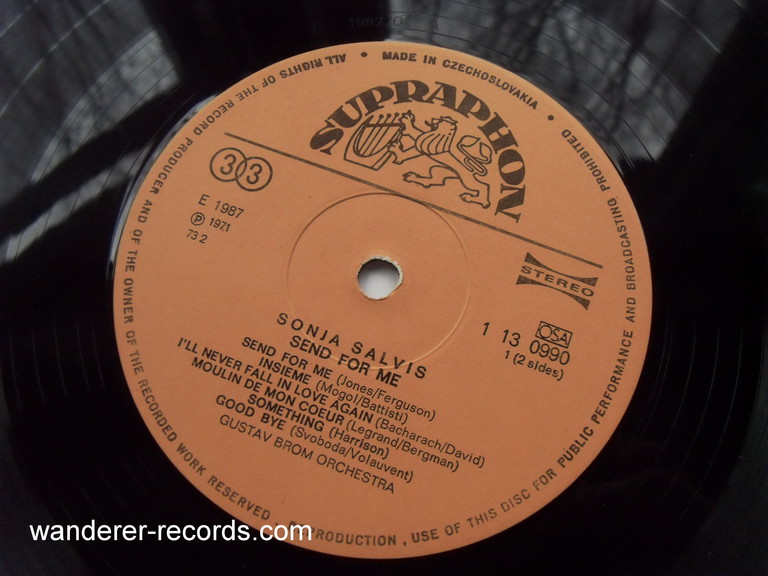 ALL RIGHTS OF THE RECORD PRODUCER AND OF THE OWNER OF THE RECORDED WORK RESERVED
MADE IN CZECHOSLOVAKIA • PROHIBITED
REPRODUCTION, USE OF THIS DISC FOR PUBLIC PERFORMANCE AND BROADCASTING
SUPRAPHON
33
E 1987
Ⓟ 1971
73 2
STEREO
OSA
1 13 0990
1 (2 sides)
SONJA SALVIS
SEND FOR ME
SEND FOR ME (Jones/Ferguson)
INSIEME (Mogol/Battisti)
I'LL NEVER FALL IN LOVE AGAIN (Bacharach/David)
MOULIN DE MON COEUR (Legrand/Bergman)
SOMETHING (Harrison)
GOOD BYE (Svoboda/Volauvent)
GUSTAV BROM ORCHESTRA
wanderer-records.com